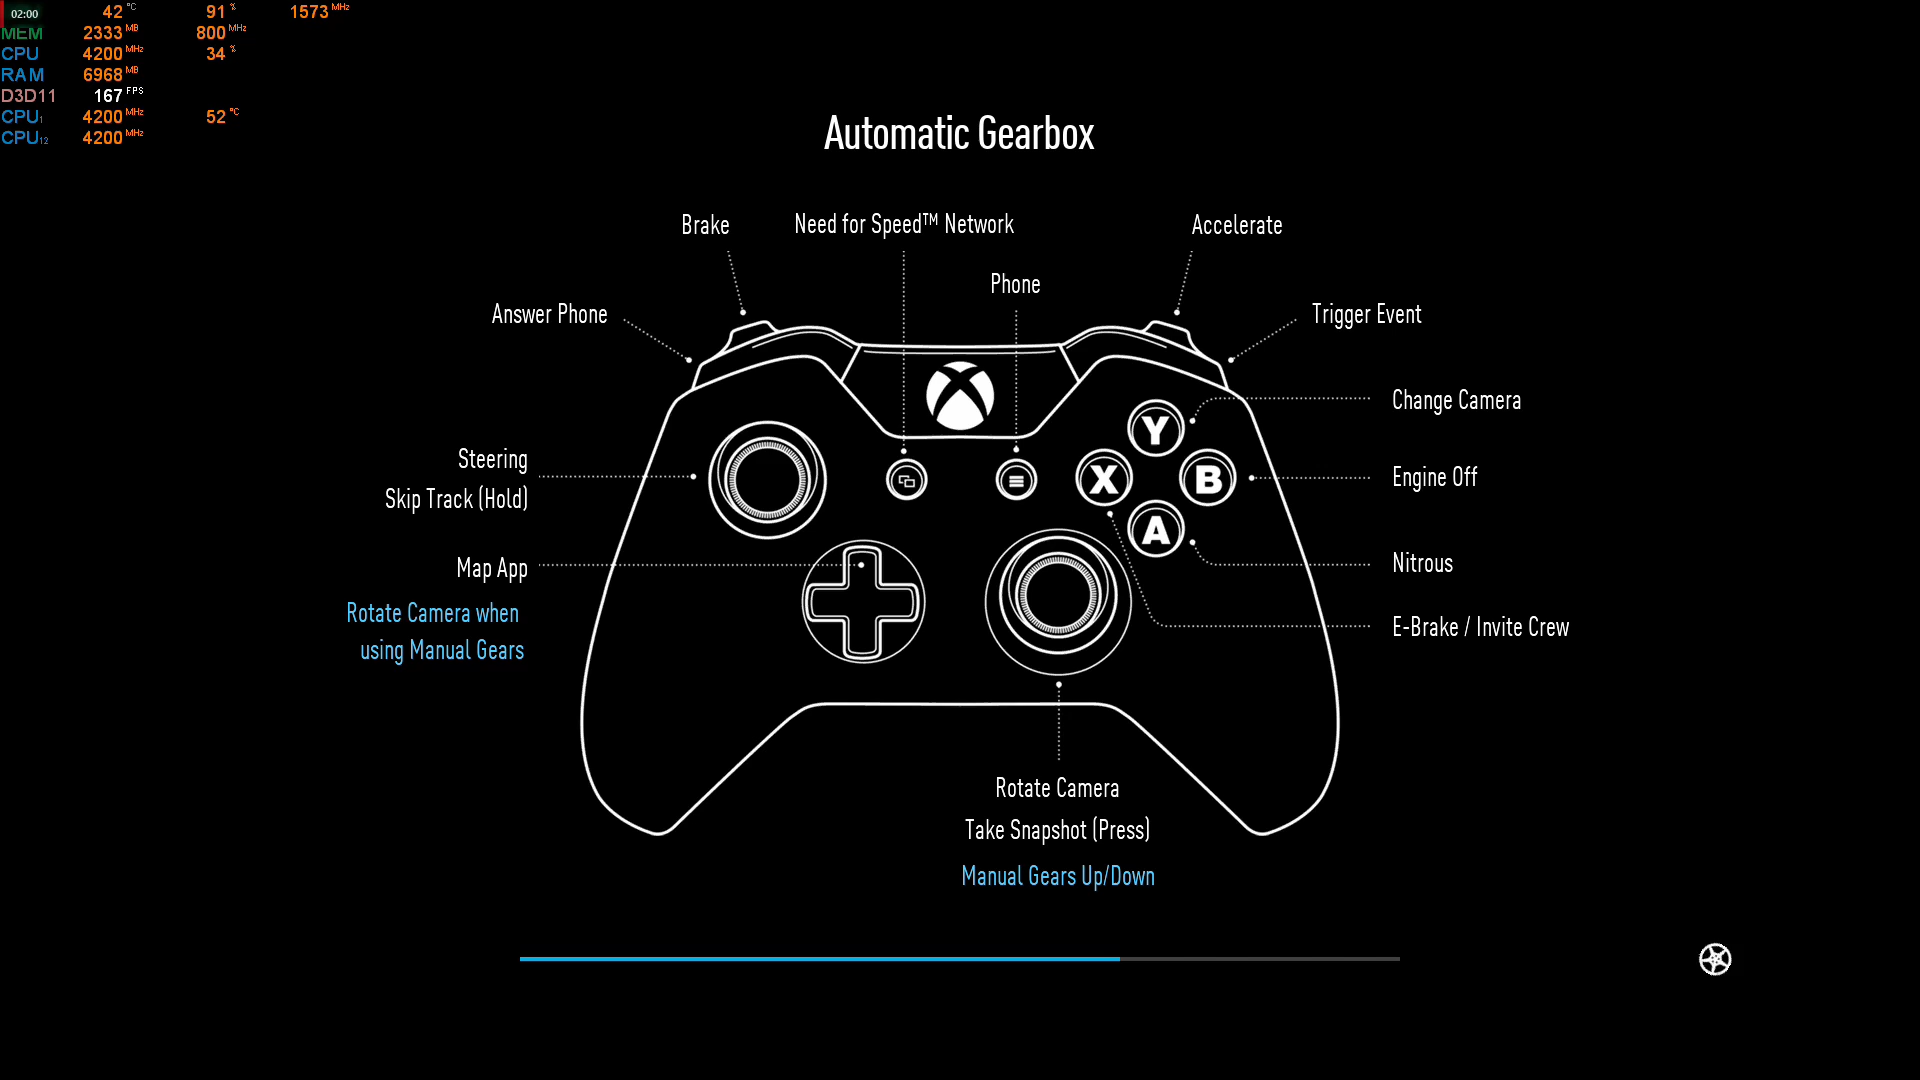 02:00 42 °C 91 % 1573 MHz
MEM 2333 MB 800 MHz
CPU 4200 MHz 34 %
RAM 6968 MB
D3D11 167 FPS
CPU1 4200 MHz 52 °C
CPU12 4200 MHz
Automatic Gearbox
Brake
Need for Speed™ Network
Accelerate
Phone
Answer Phone
Trigger Event
Change Camera
Y
Steering
X
B
Engine Off
Skip Track (Hold)
A
Map App
Nitrous
Rotate Camera when
using Manual Gears
E-Brake / Invite Crew
Rotate Camera
Take Snapshot (Press)
Manual Gears Up/Down